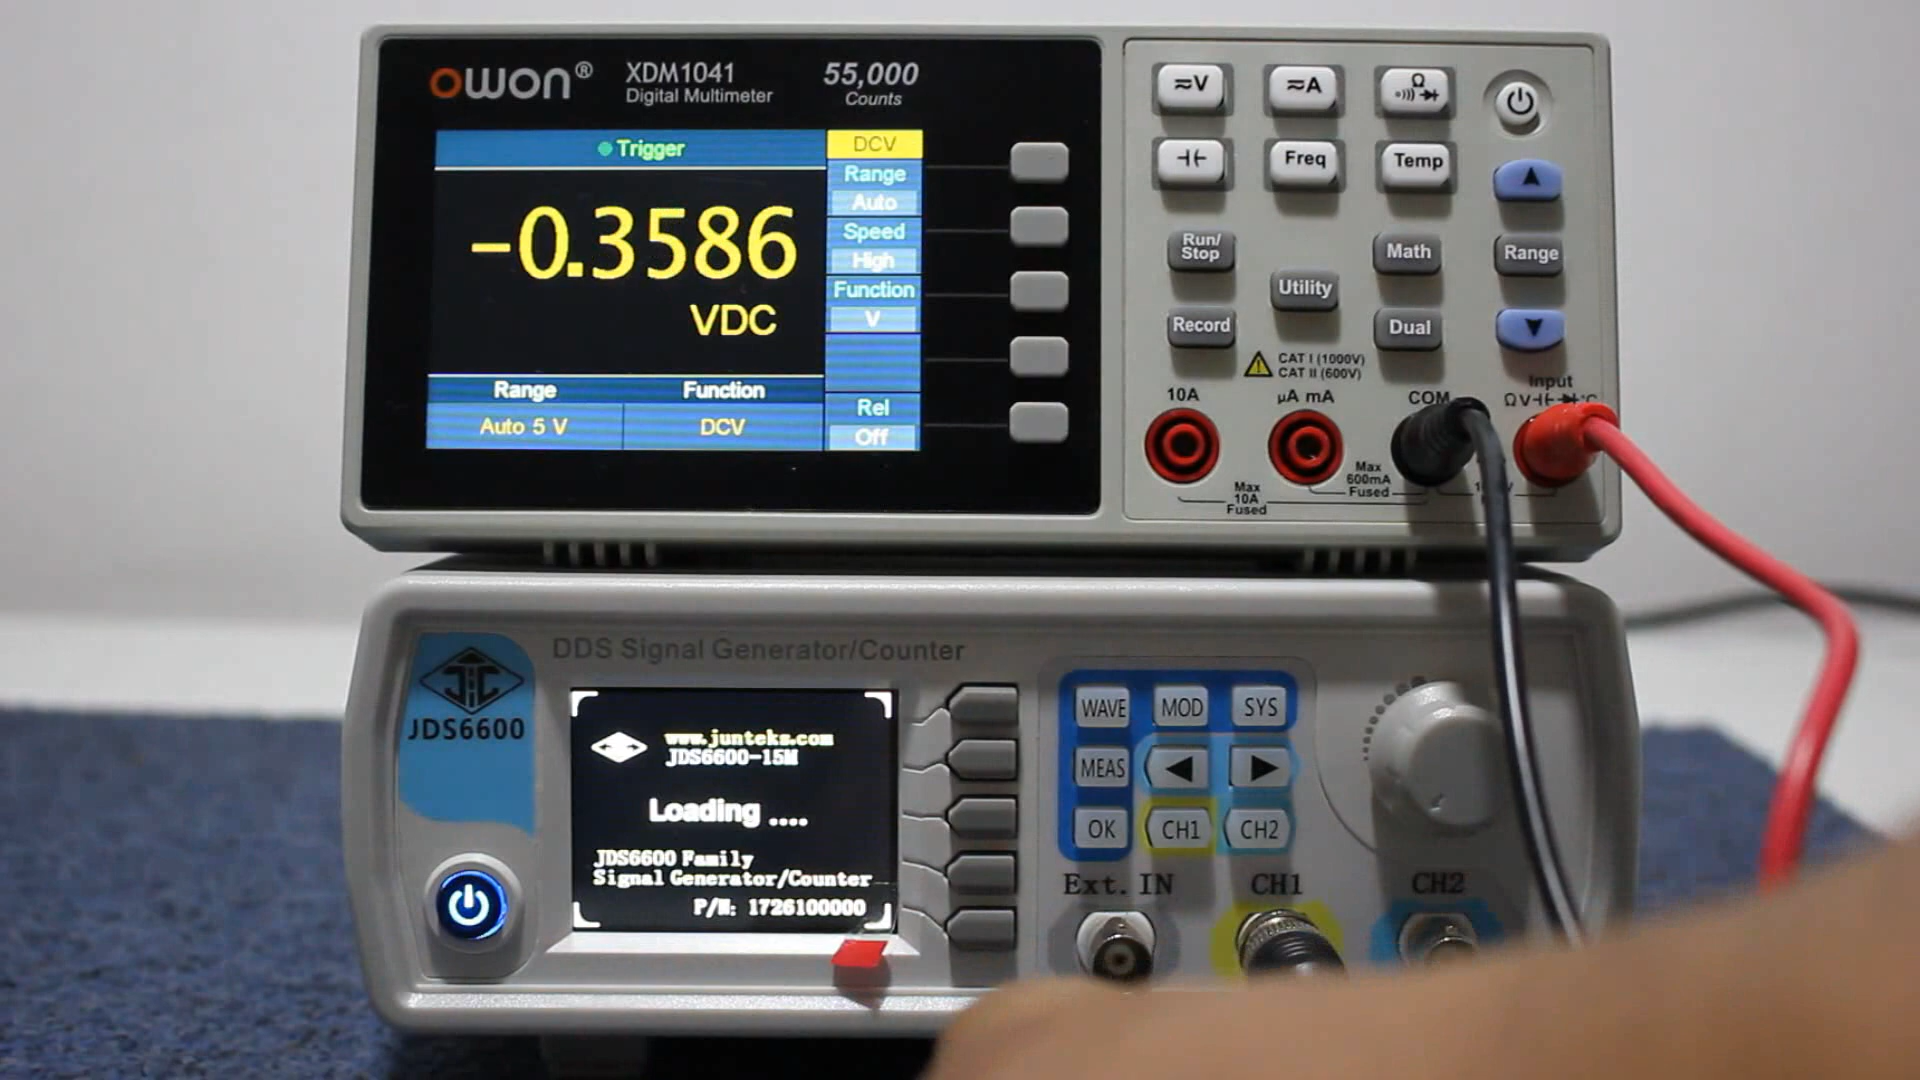 owon® XDM1041 55,000
Digital Multimeter Counts
Trigger
DCV
Range
Auto
Speed
High
Function
V
-0.3586
VDC
Range Function
Auto 5 V DCV
Rel
Off
≂V ≂A Ω
Freq Temp
Run/
Stop
Math Range
Utility
Record Dual
CAT I (1000V)
CAT II (600V)
Input
10A µA mA COM ΩV
Max
10A
Fused
Max
600mA
Fused
DDS Signal Generator/Counter
JDS6600
www.junteks.com
JDS6600-15M
Loading ....
JDS6600 Family
Signal Generator/Counter
P/N: 1726100000
WAVE MOD SYS
MEAS
OK CH1 CH2
Ext. IN CH1 CH2